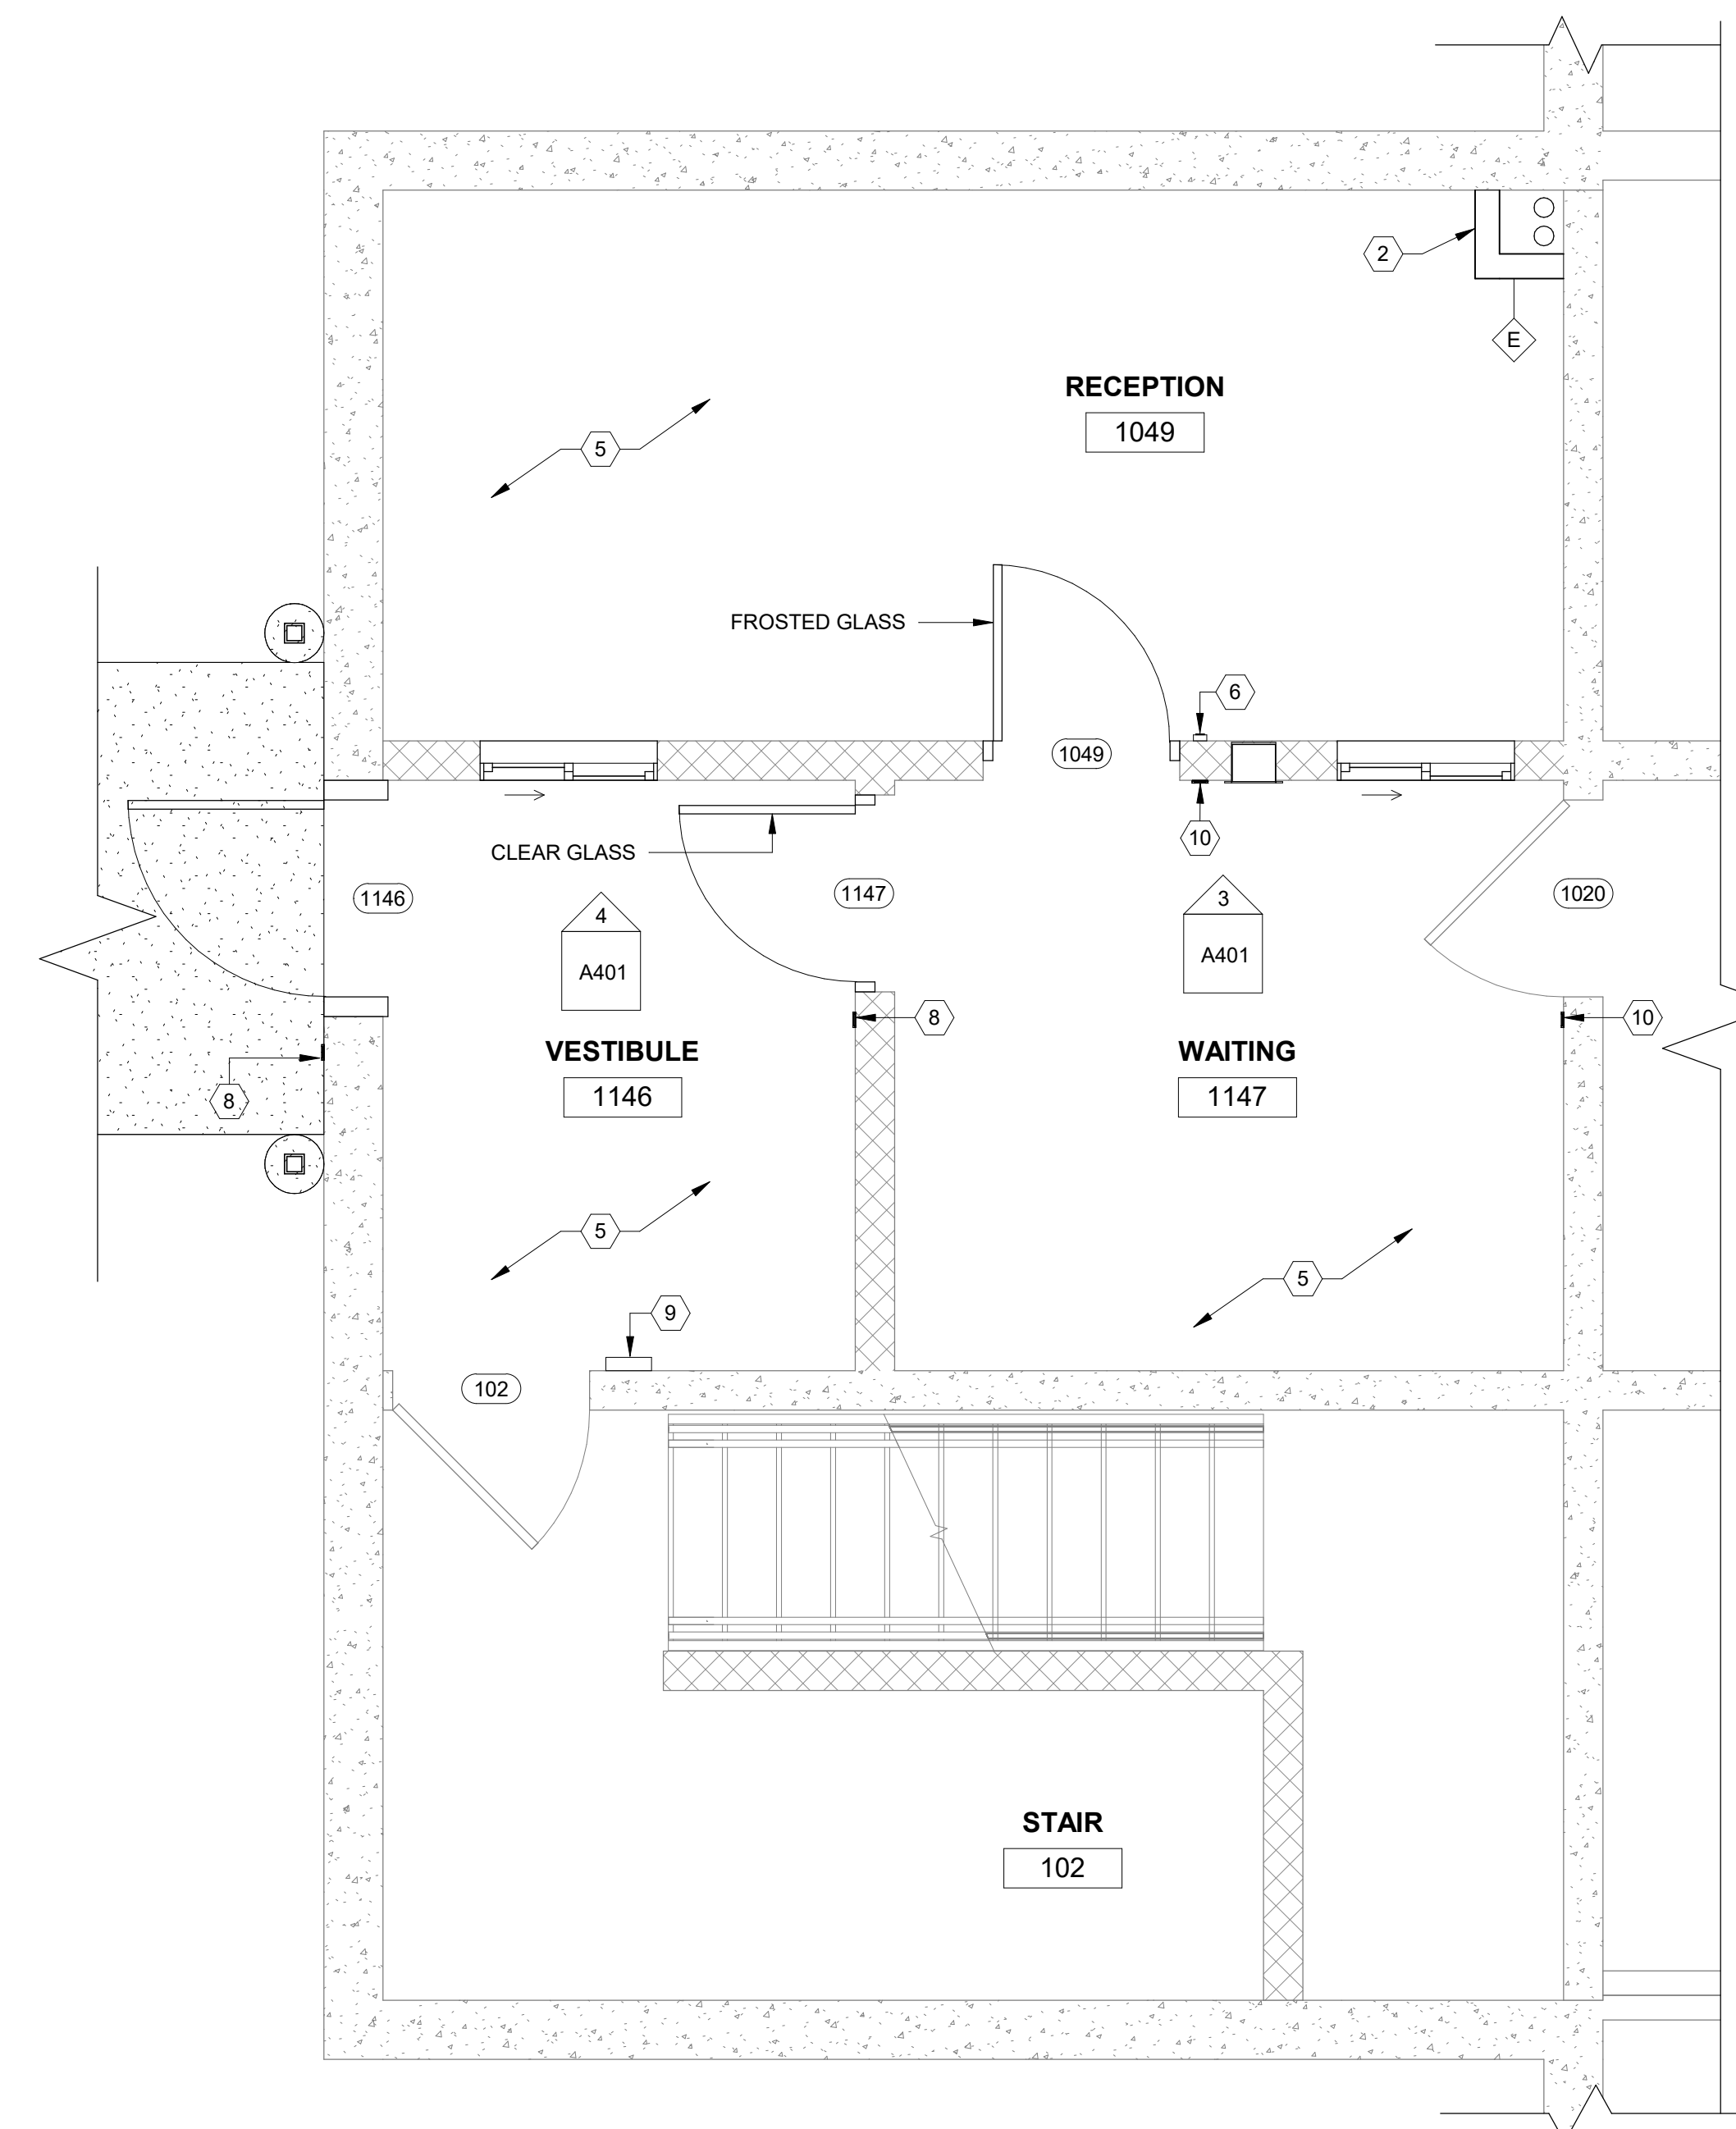 2
E
RECEPTION
1049
5
FROSTED GLASS
6
1049
10
CLEAR GLASS
1146
1147
1020
4
A401
3
A401
8
10
VESTIBULE
WAITING
1146
1147
8
5
5
9
102
STAIR
102